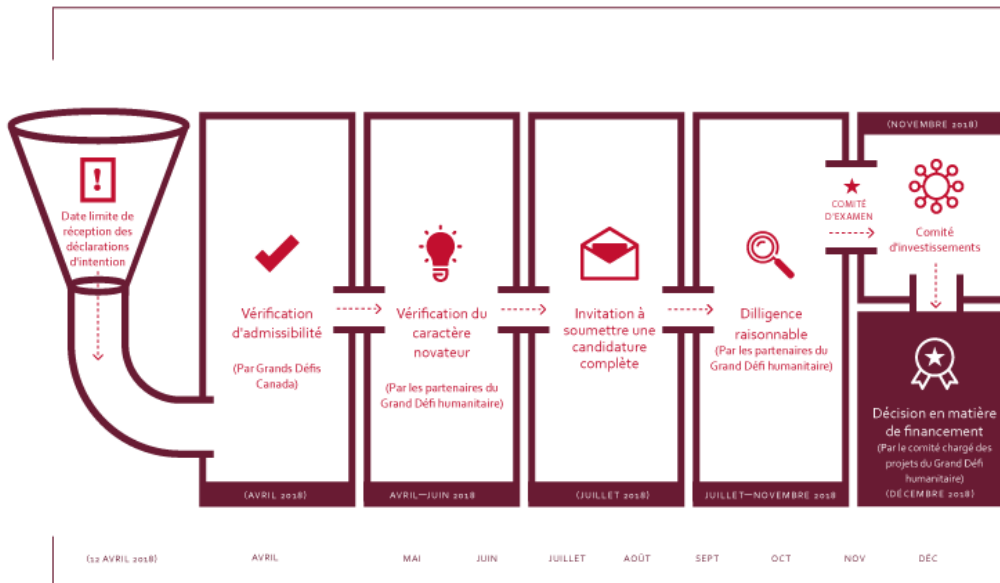 Date limite de
réception des
déclarations
d'intention
Vérification
d'admissibilité
(Par Grands Défis
Canada)
(AVRIL 2018)
Vérification du
caractère
novateur
(Par les partenaires du
Grand Défi humanitaire)
AVRIL—JUIN 2018
Invitation à
soumettre une
candidature
complète
(JUILLET 2018)
Dilligence
raisonnable
(Par les partenaires du
Grand Défi humanitaire)
JUILLET—NOVEMBRE 2018
COMITÉ
D'EXAMEN
(NOVEMBRE 2018)
Comité
d'investissements
Décision en matière
de financement
(Par le comité chargé des
projets du Grand Défi
humanitaire)
(DÉCEMBRE 2018)
(12 AVRIL 2018)
AVRIL
MAI
JUIN
JUILLET
AOÛT
SEPT
OCT
NOV
DÉC